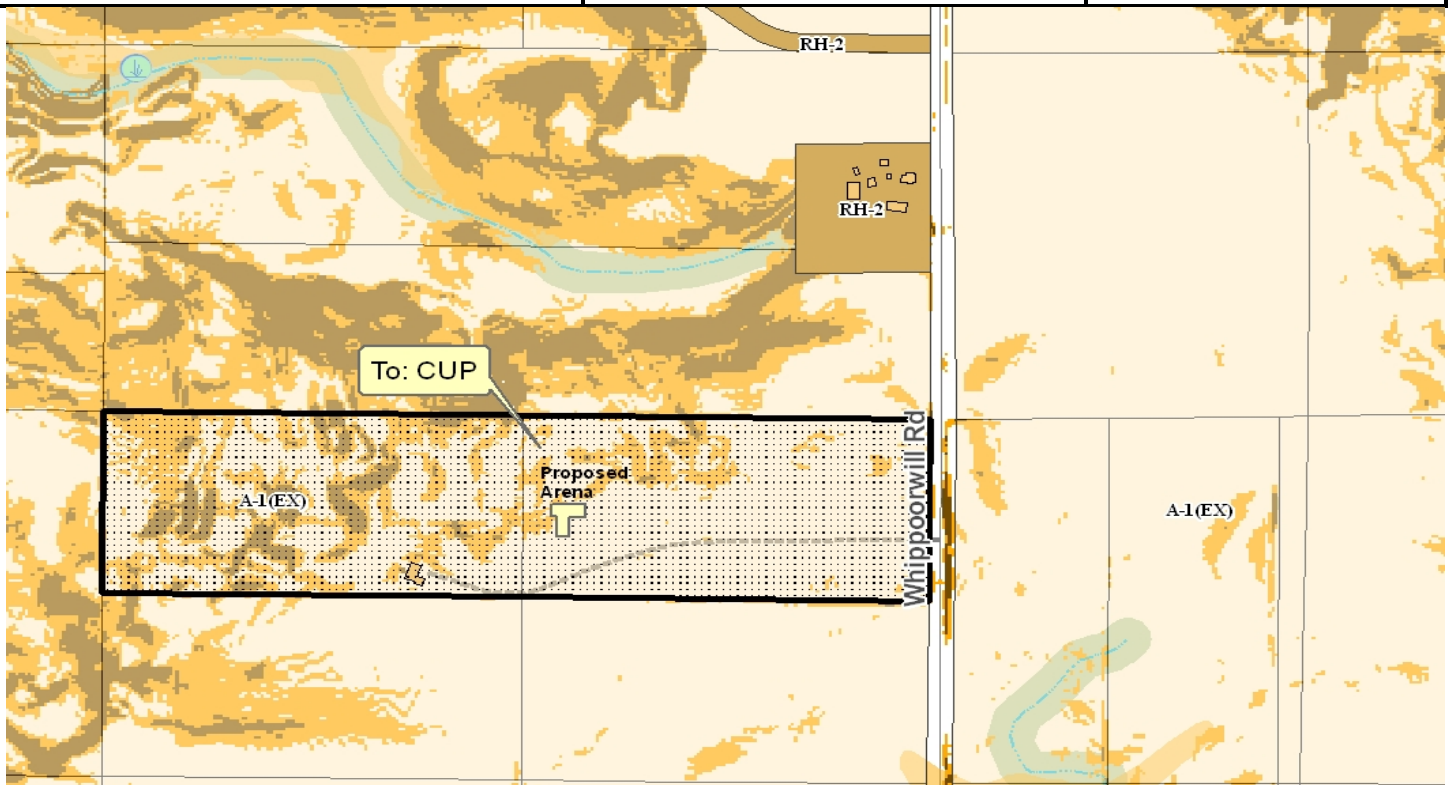 RH-2
RH-2
To: CUP
Proposed
Arena
A-1(EX)
Whippoorwill Rd
A-1(EX)